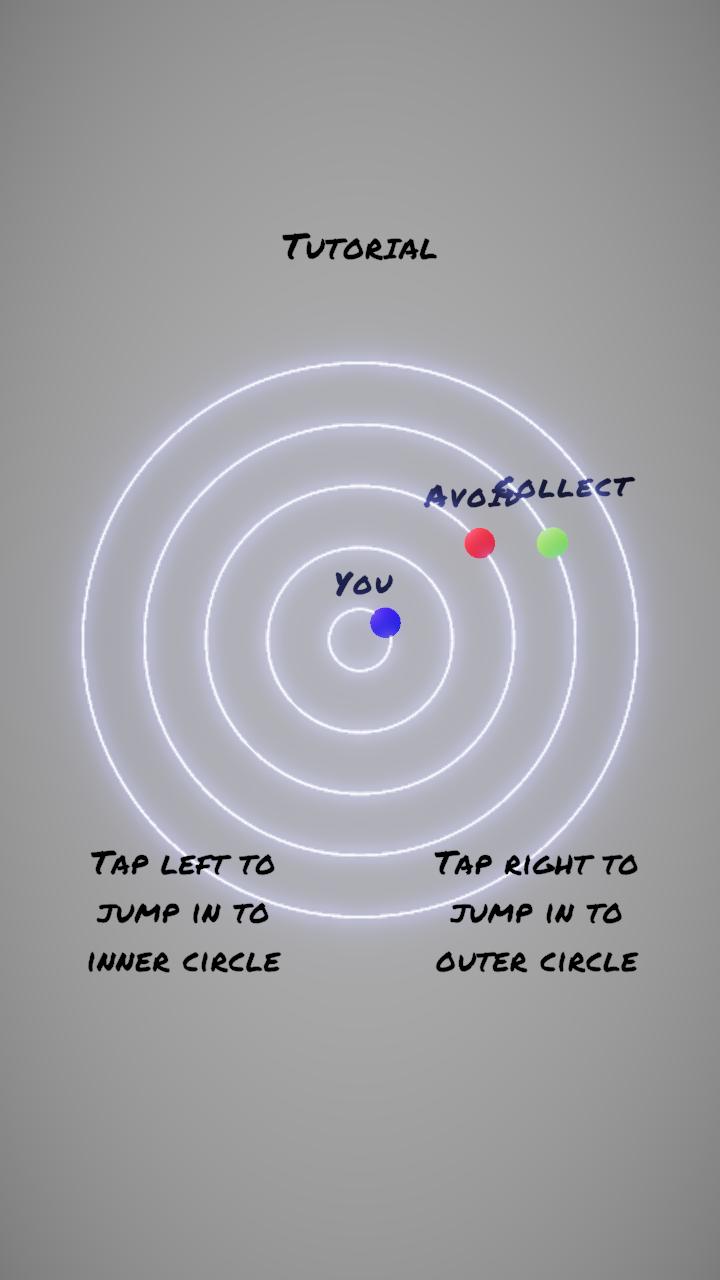 Tutorial
Avoid
Collect
You
Tap left to
jump in to
inner circle
Tap right to
jump in to
outer circle